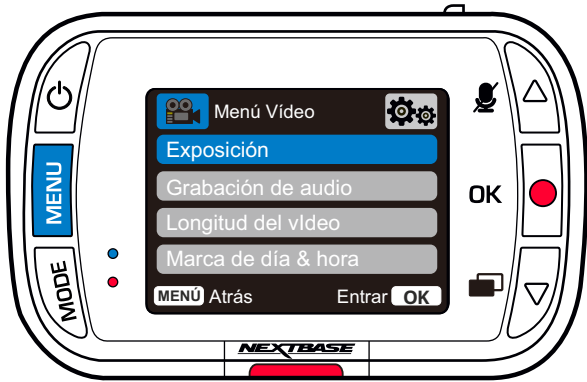 Menú Vídeo
Exposición
MENU
Grabación de audio
OK
Longitud del vIdeo
Marca de día & hora
MODE
MENÚ Atrás Entrar OK
NEXTBASE